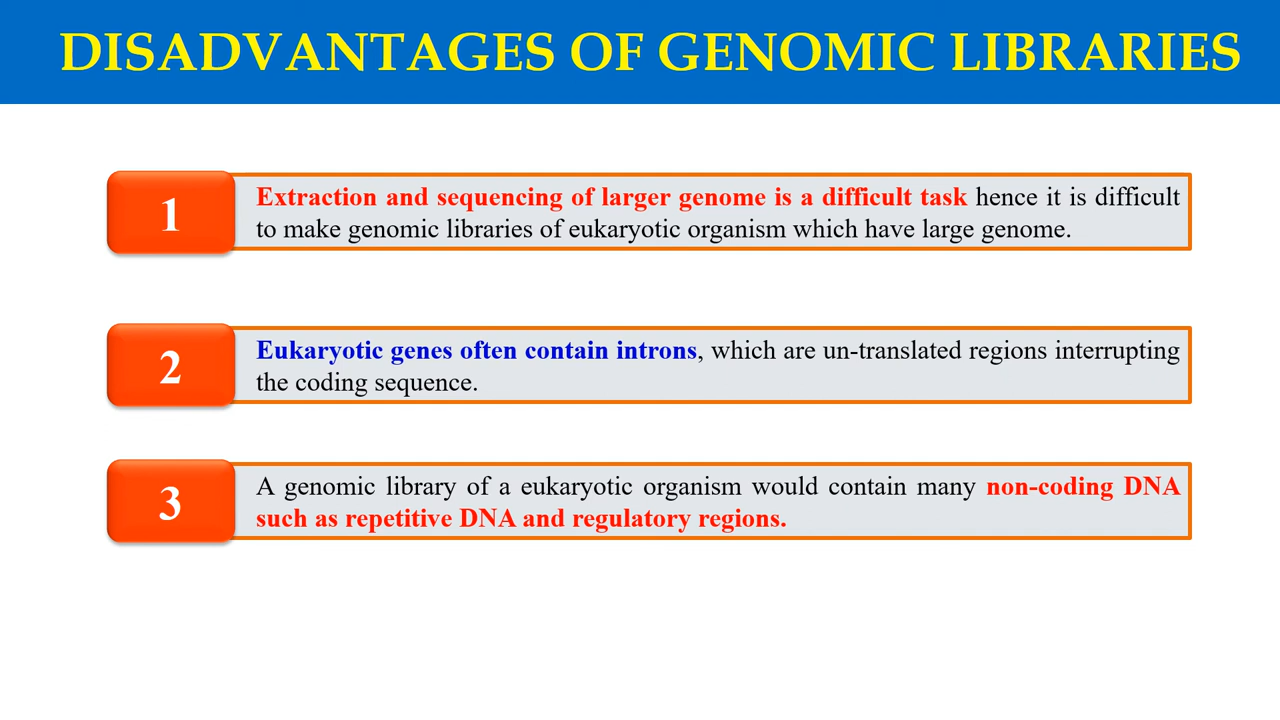 DISADVANTAGES OF GENOMIC LIBRARIES
1
Extraction and sequencing of larger genome is a difficult task hence it is difficult
to make genomic libraries of eukaryotic organism which have large genome.
2
Eukaryotic genes often contain introns, which are un-translated regions interrupting
the coding sequence.
3
A genomic library of a eukaryotic organism would contain many non-coding DNA
such as repetitive DNA and regulatory regions.